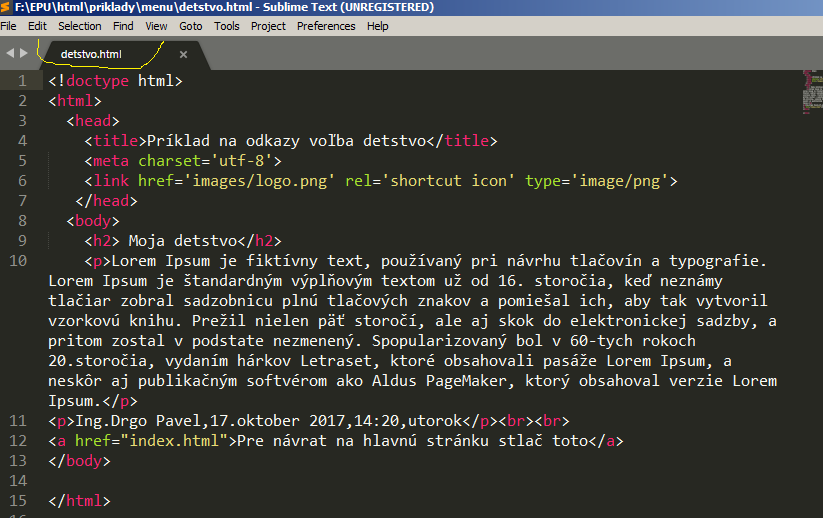 F:\EPU\html\priklady\menu\detstvo.html - Sublime Text (UNREGISTERED)
File Edit Selection Find View Goto Tools Project Preferences Help
detstvo.html ×
1 <!doctype html>
2 <html>
3 <head>
4 <title>Príklad na odkazy voľba detstvo</title>
5 <meta charset='utf-8'>
6 <link href='images/logo.png' rel='shortcut icon' type='image/png'>
7 </head>
8 <body>
9 <h2> Moja detstvo</h2>
10 <p>Lorem Ipsum je fiktívny text, používaný pri návrhu tlačovín a typografie.
Lorem Ipsum je štandardným výplňovým textom už od 16. storočia, keď neznámy
tlačiar zobral sadzobnicu plnú tlačových znakov a pomiešal ich, aby tak vytvoril
vzorkovú knihu. Prežil nielen päť storočí, ale aj skok do elektronickej sadzby, a
pritom zostal v podstate nezmenený. Spopularizovaný bol v 60-tych rokoch
20.storočia, vydaním hárkov Letraset, ktoré obsahovali pasáže Lorem Ipsum, a
neskôr aj publikačným softvérom ako Aldus PageMaker, ktorý obsahoval verzie Lorem
Ipsum.</p>
11 <p>Ing.Drgo Pavel,17.oktober 2017,14:20,utorok</p><br><br>
12 <a href="index.html">Pre návrat na hlavnú stránku stlač toto</a>
13 </body>
14
15 </html>